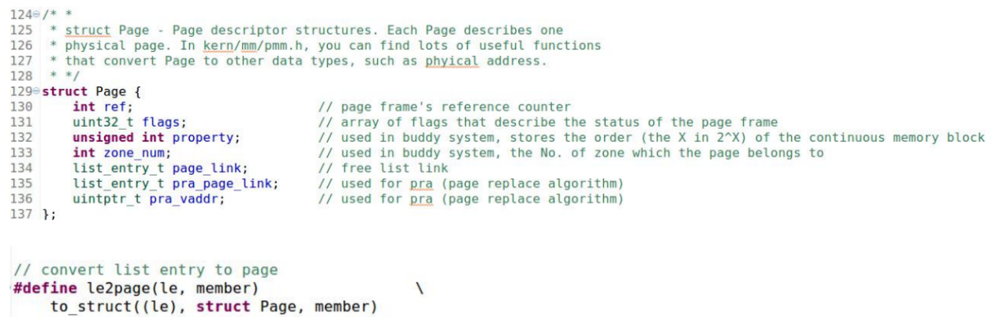 124 /* *
125  * struct Page - Page descriptor structures. Each Page describes one
126  * physical page. In kern/mm/pmm.h, you can find lots of useful functions
127  * that convert Page to other data types, such as phyical address.
128  * */
129 struct Page {
130     int ref;                        // page frame's reference counter
131     uint32_t flags;                 // array of flags that describe the status of the page frame
132     unsigned int property;          // used in buddy system, stores the order (the X in 2^X) of the continuous memory block
133     int zone_num;                   // used in buddy system, the No. of zone which the page belongs to
134     list_entry_t page_link;         // free list link
135     list_entry_t pra_page_link;     // used for pra (page replace algorithm)
136     uintptr_t pra_vaddr;            // used for pra (page replace algorithm)
137 };
// convert list entry to page
#define le2page(le, member)                 \
    to_struct((le), struct Page, member)